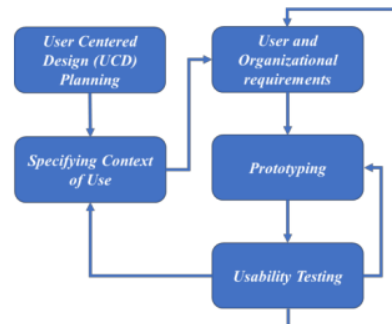 User Centered
Design (UCD)
Planning
User and
Organizational
requirements
Specifying Context
of Use
Prototyping
Usability Testing